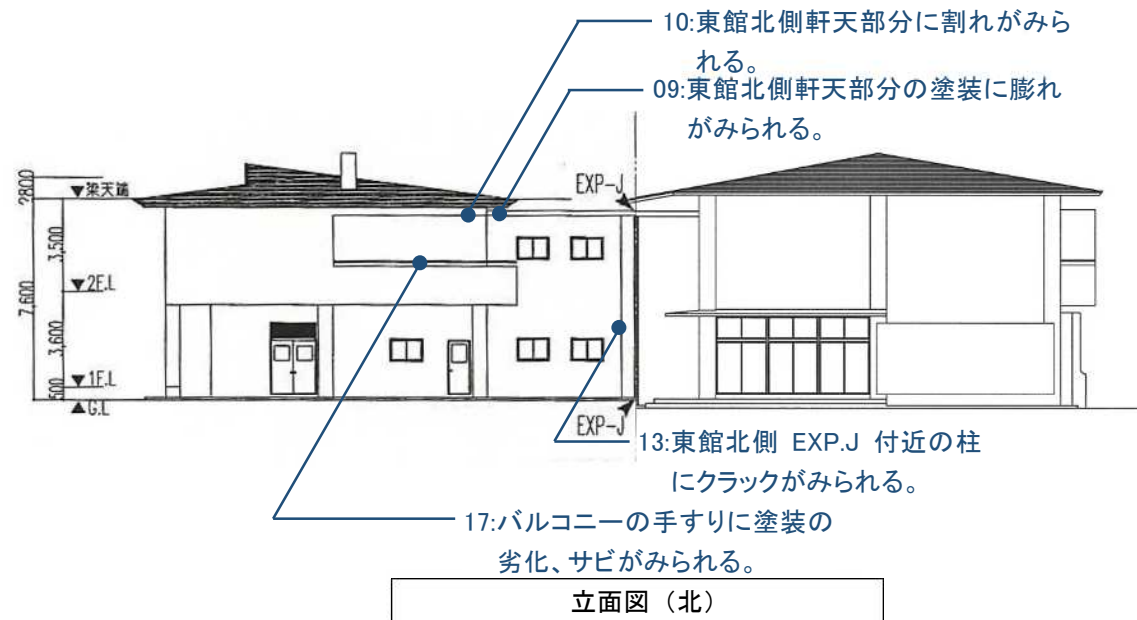 10:東館北側軒天部分に割れがみら
れる。
09:東館北側軒天部分の塗装に膨れ
がみられる。
EXP-J
2800
▼梁天端
3,500
7,600
▼2F.L
3,600
▼1F.L
500
▲G.L
EXP-J
13:東館北側 EXP.J 付近の柱
にクラックがみられる。
17:バルコニーの手すりに塗装の
劣化、サビがみられる。
立面図（北）